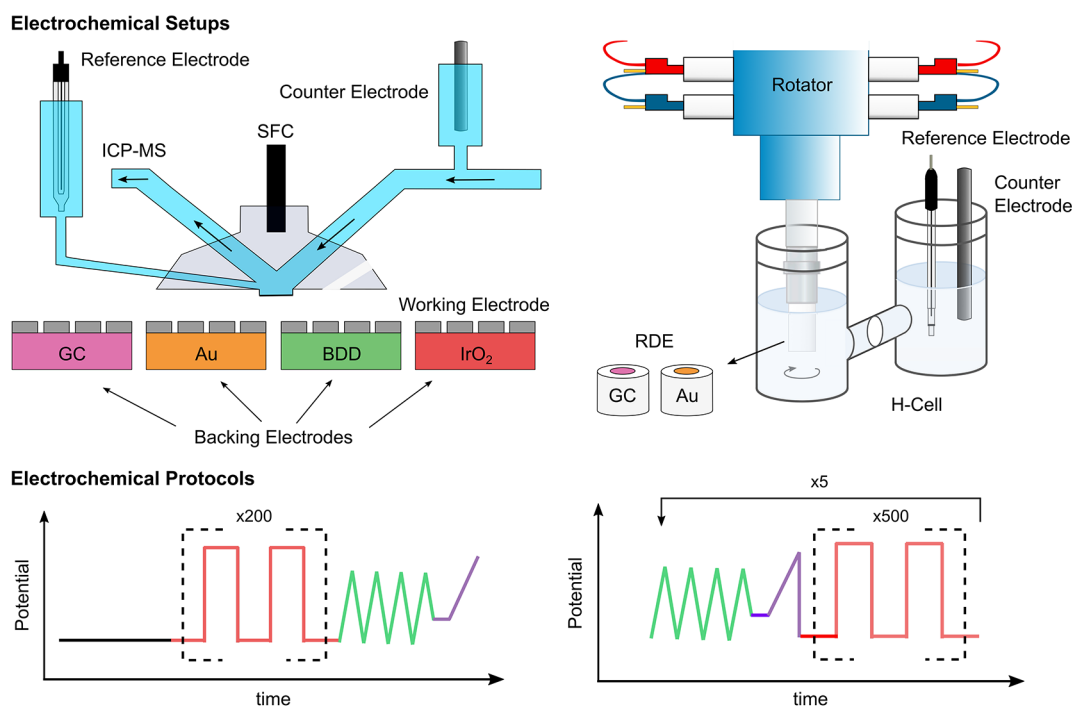 Electrochemical Setups
Reference Electrode
Counter Electrode
SFC
ICP-MS
Working Electrode
GC
Au
BDD
IrO₂
Backing Electrodes
Rotator
Reference Electrode
Counter
Electrode
RDE
GC
Au
H-Cell
Electrochemical Protocols
x200
Potential
time
x5
x500
Potential
time